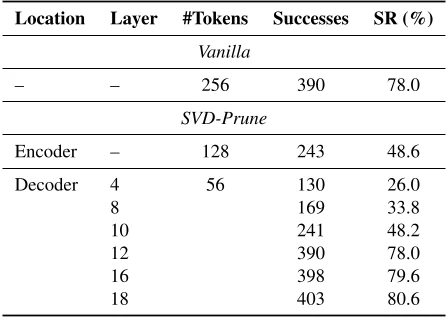 Location Layer #Tokens Successes SR (%)
Vanilla
– – 256 390 78.0
SVD-Prune
Encoder – 128 243 48.6
Decoder 4 56 130 26.0
8 169 33.8
10 241 48.2
12 390 78.0
16 398 79.6
18 403 80.6